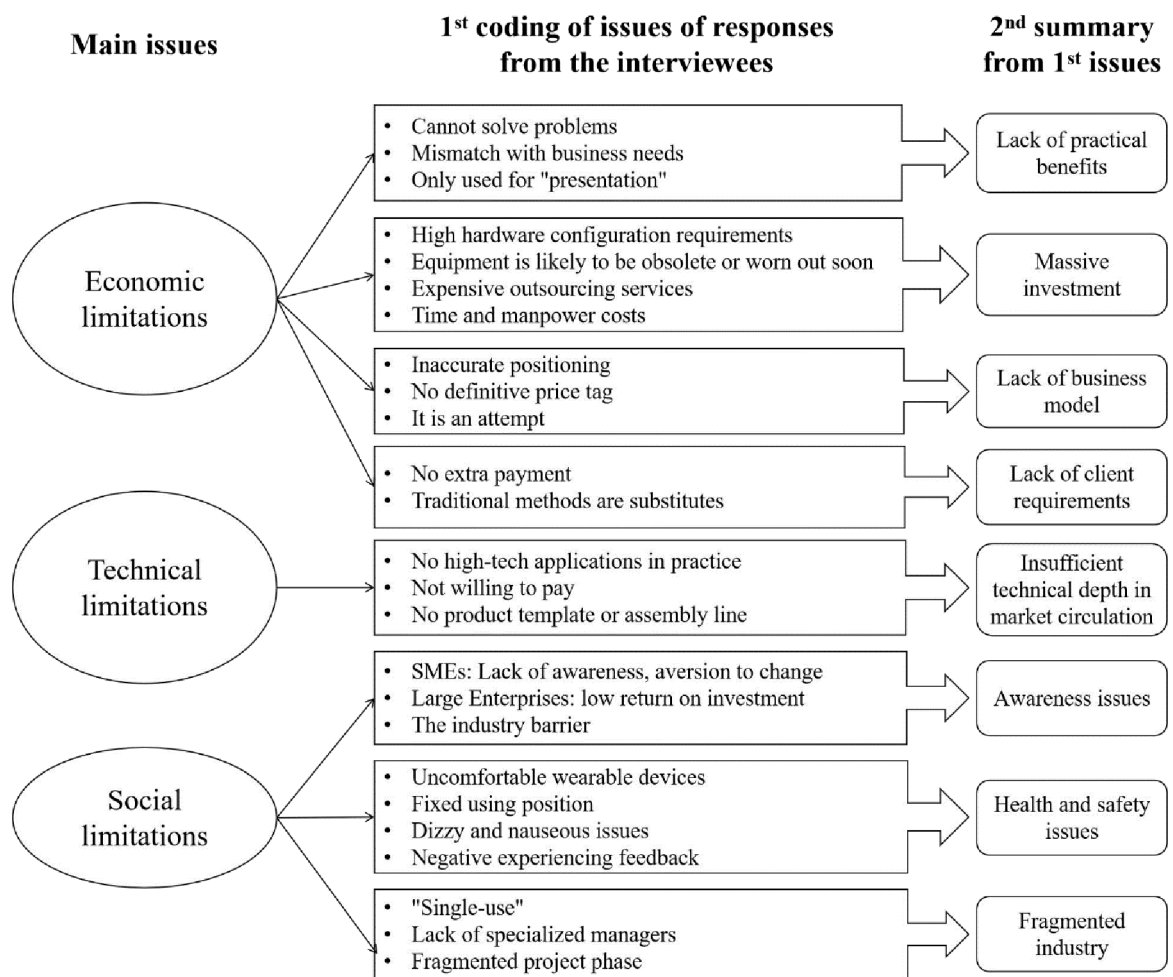 Main issues
1st coding of issues of responses
from the interviewees
2nd summary
from 1st issues
Economic
limitations
• Cannot solve problems
• Mismatch with business needs
• Only used for "presentation"
Lack of practical
benefits
• High hardware configuration requirements
• Equipment is likely to be obsolete or worn out soon
• Expensive outsourcing services
• Time and manpower costs
Massive
investment
• Inaccurate positioning
• No definitive price tag
• It is an attempt
Lack of business
model
• No extra payment
• Traditional methods are substitutes
Lack of client
requirements
Technical
limitations
• No high-tech applications in practice
• Not willing to pay
• No product template or assembly line
Insufficient
technical depth in
market circulation
Social
limitations
• SMEs: Lack of awareness, aversion to change
• Large Enterprises: low return on investment
• The industry barrier
Awareness issues
• Uncomfortable wearable devices
• Fixed using position
• Dizzy and nauseous issues
• Negative experiencing feedback
Health and safety
issues
• "Single-use"
• Lack of specialized managers
• Fragmented project phase
Fragmented
industry